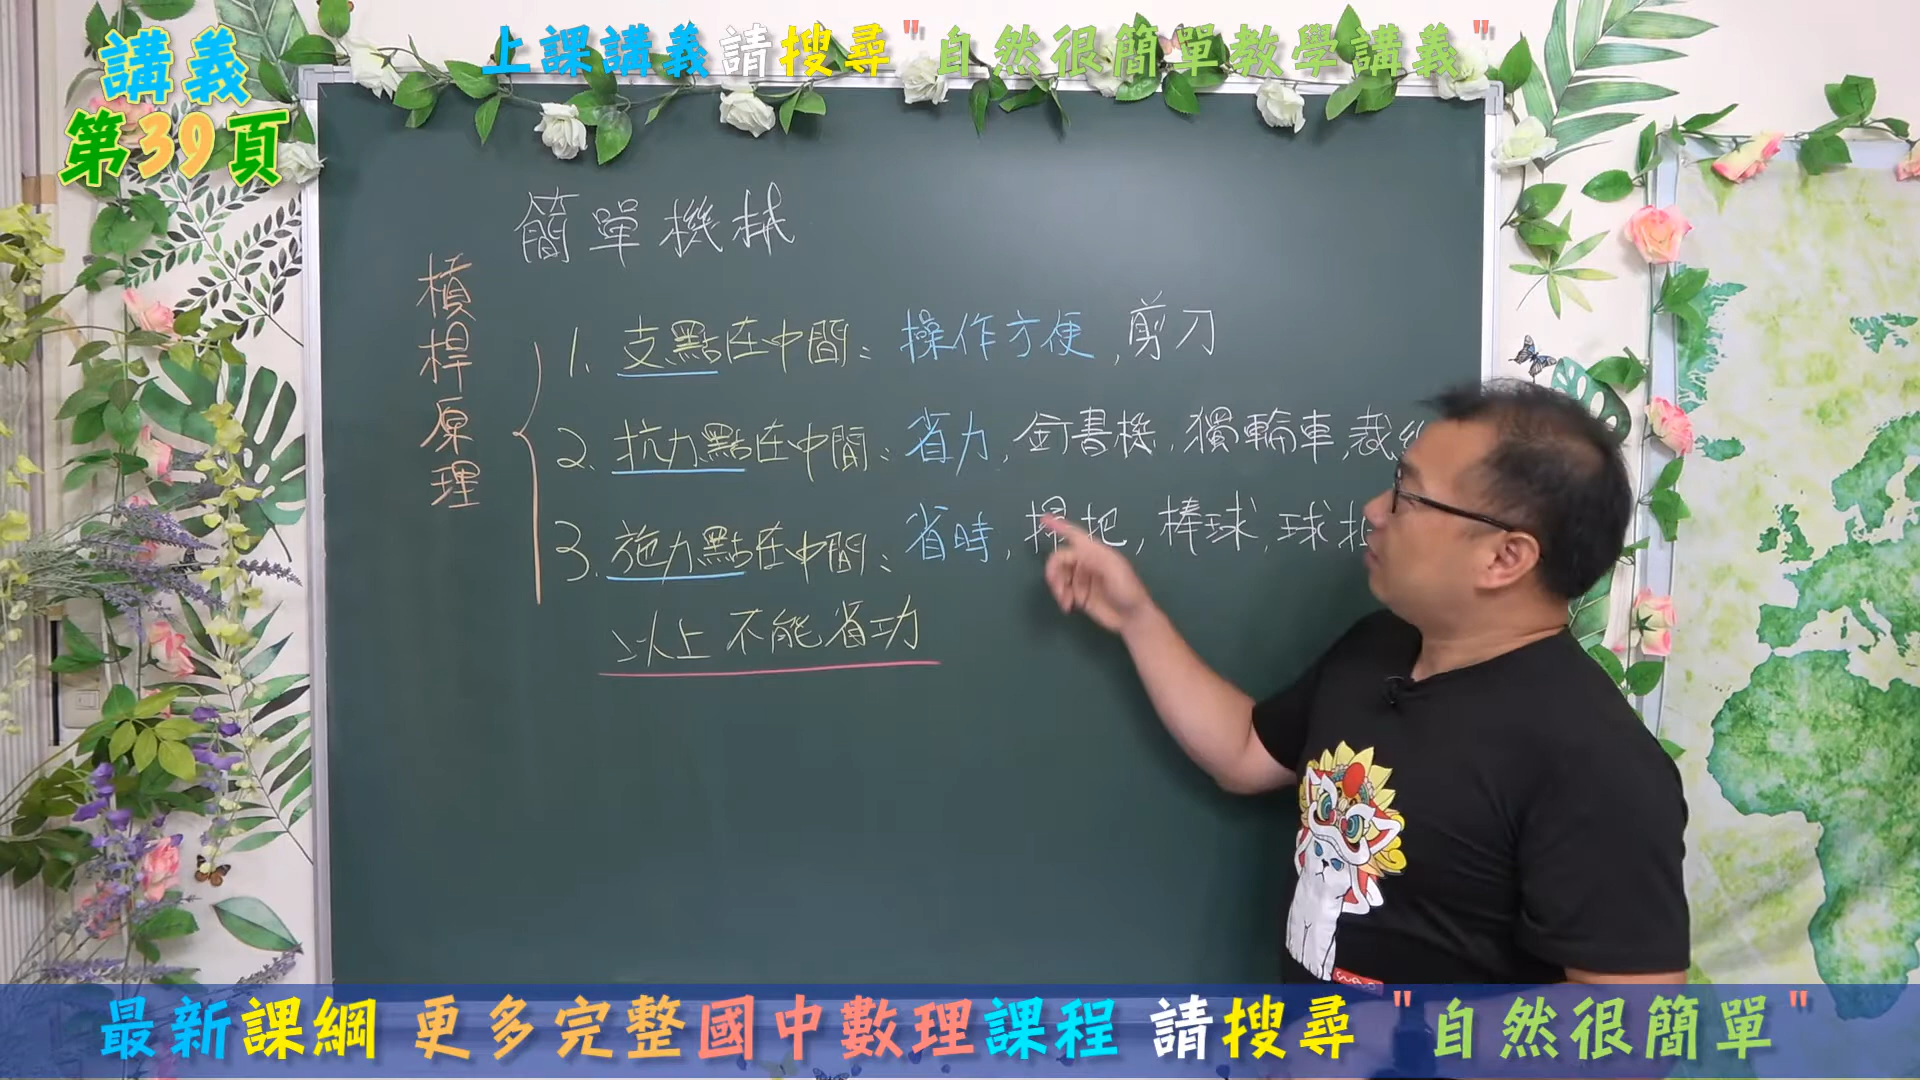 上課講義請搜尋"自然很簡單教學講義"
講義
第39頁
簡單機械
槓桿原理
1. 支點在中間：操作方便，剪刀
2. 抗力點在中間：省力，釘書機，獨輪車，裁
3. 施力點在中間：省時，掃把，棒球，球拍
以上不能省功
最新課綱 更多完整國中數理課程 請搜尋"自然很簡單"